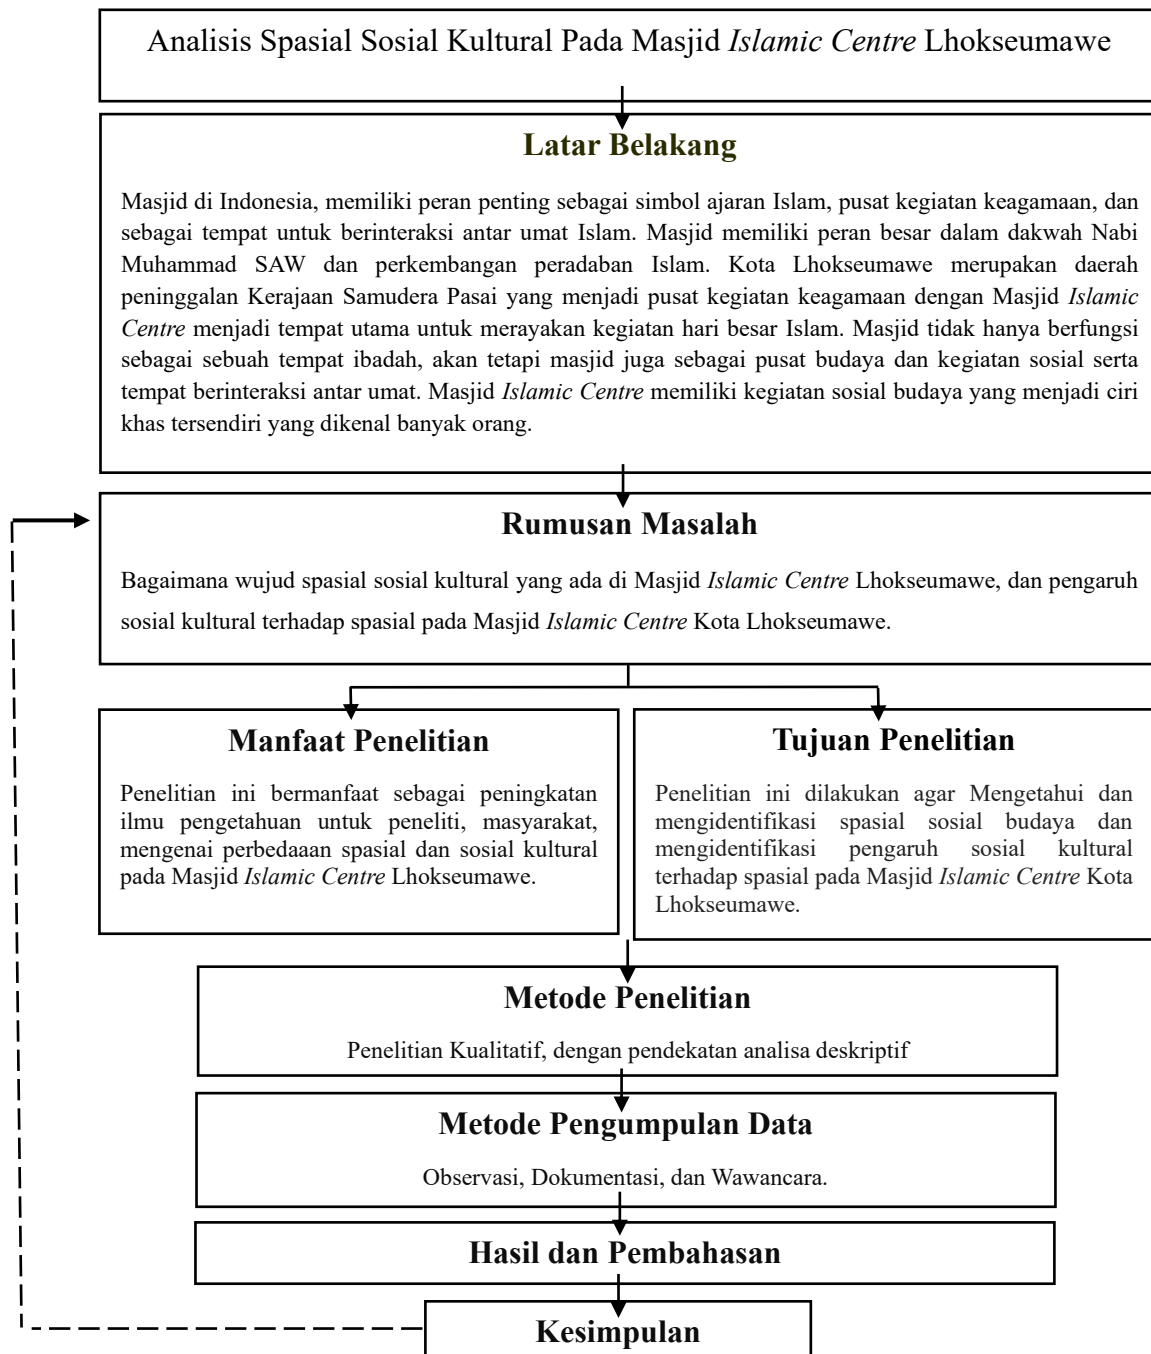 Analisis Spasial Sosial Kultural Pada Masjid Islamic Centre Lhokseumawe
Latar Belakang
Masjid di Indonesia, memiliki peran penting sebagai simbol ajaran Islam, pusat kegiatan keagamaan, dan
sebagai tempat untuk berinteraksi antar umat Islam. Masjid memiliki peran besar dalam dakwah Nabi
Muhammad SAW dan perkembangan peradaban Islam. Kota Lhokseumawe merupakan daerah
peninggalan Kerajaan Samudera Pasai yang menjadi pusat kegiatan keagamaan dengan Masjid Islamic
Centre menjadi tempat utama untuk merayakan kegiatan hari besar Islam. Masjid tidak hanya berfungsi
sebagai sebuah tempat ibadah, akan tetapi masjid juga sebagai pusat budaya dan kegiatan sosial serta
tempat berinteraksi antar umat. Masjid Islamic Centre memiliki kegiatan sosial budaya yang menjadi ciri
khas tersendiri yang dikenal banyak orang.
Rumusan Masalah
Bagaimana wujud spasial sosial kultural yang ada di Masjid Islamic Centre Lhokseumawe, dan pengaruh
sosial kultural terhadap spasial pada Masjid Islamic Centre Kota Lhokseumawe.
Manfaat Penelitian
Penelitian ini bermanfaat sebagai peningkatan
ilmu pengetahuan untuk peneliti, masyarakat,
mengenai perbedaaan spasial dan sosial kultural
pada Masjid Islamic Centre Lhokseumawe.
Tujuan Penelitian
Penelitian ini dilakukan agar Mengetahui dan
mengidentifikasi spasial sosial budaya dan
mengidentifikasi pengaruh sosial kultural
terhadap spasial pada Masjid Islamic Centre Kota
Lhokseumawe.
Metode Penelitian
Penelitian Kualitatif, dengan pendekatan analisa deskriptif
Metode Pengumpulan Data
Observasi, Dokumentasi, dan Wawancara.
Hasil dan Pembahasan
Kesimpulan